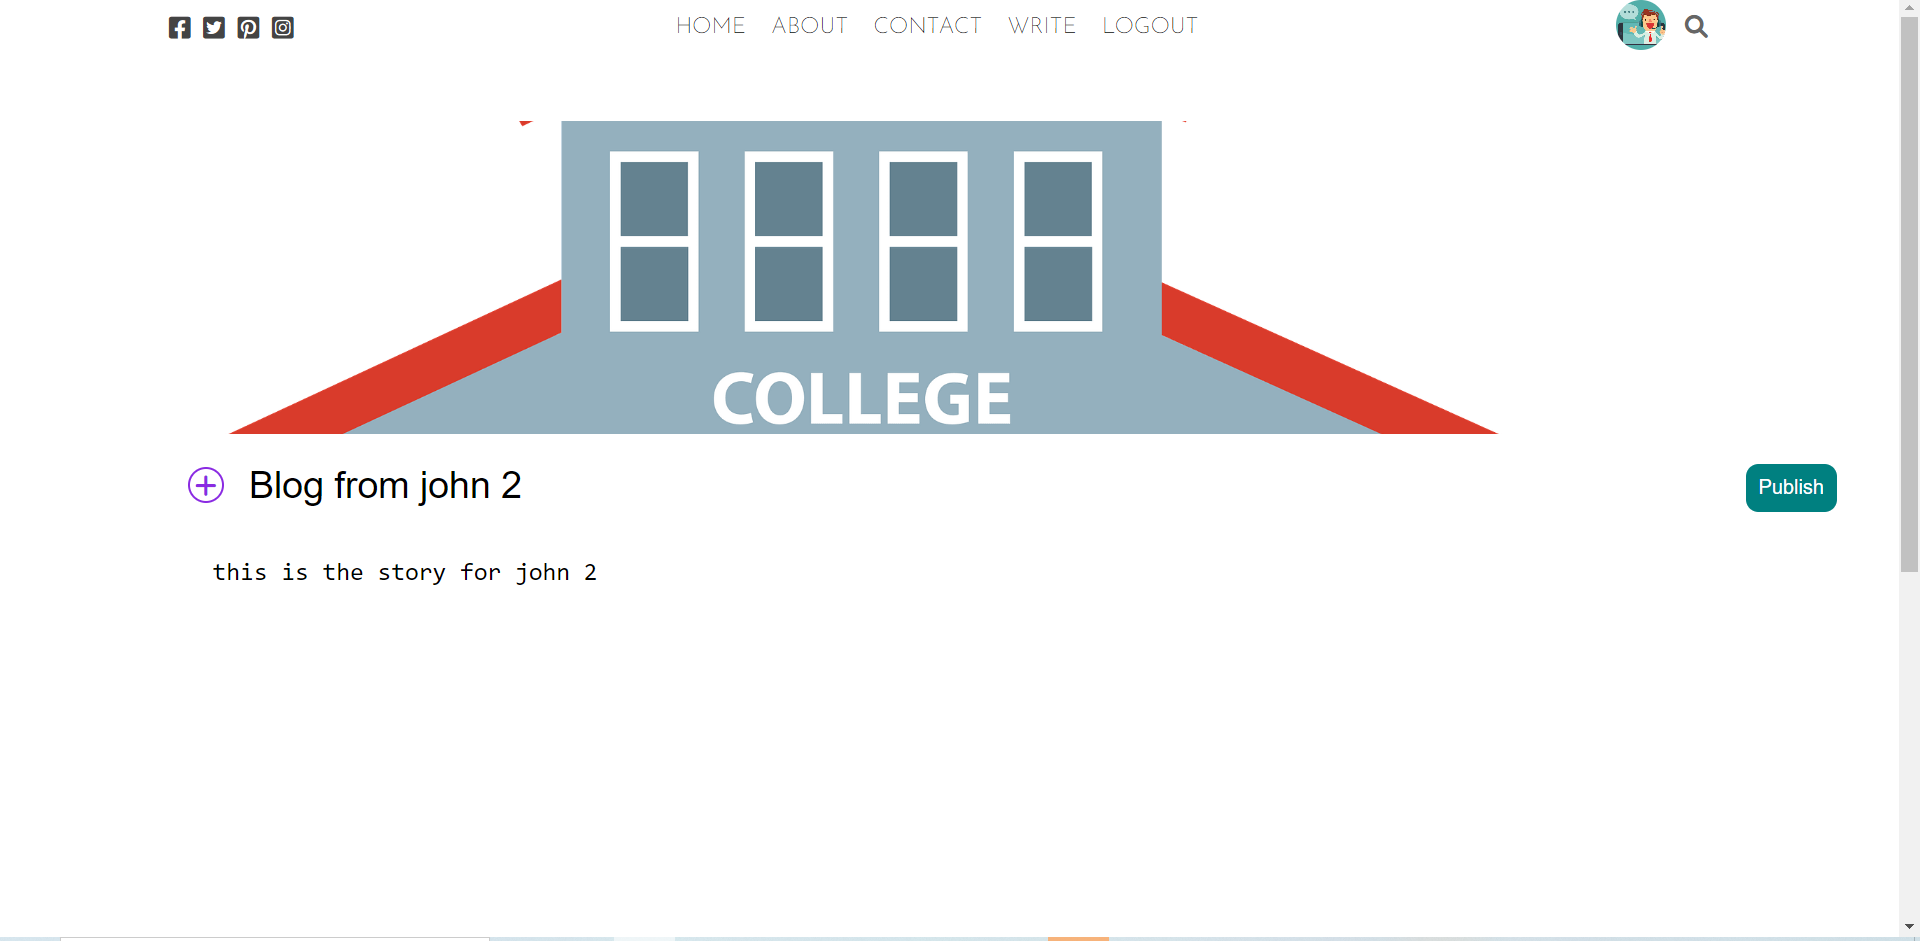 HOME ABOUT CONTACT WRITE LOGOUT
COLLEGE
Blog from john 2
Publish
this is the story for john 2